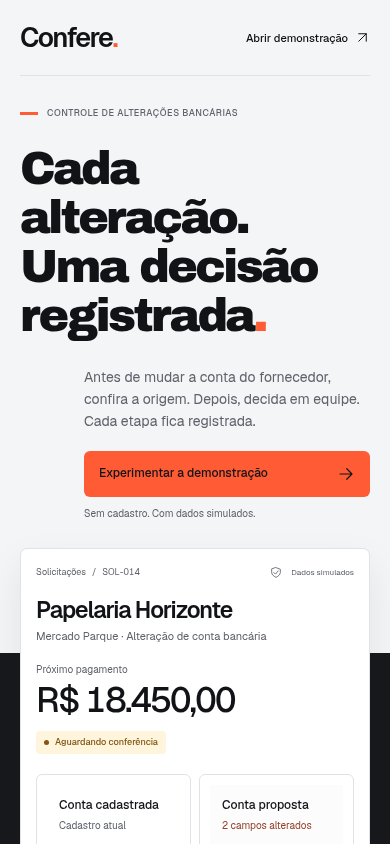 Confere.
Abrir demonstração
CONTROLE DE ALTERAÇÕES BANCÁRIAS
Cada
alteração.
Uma decisão
registrada.
Antes de mudar a conta do fornecedor,
confira a origem. Depois, decida em equipe.
Cada etapa fica registrada.
Experimentar a demonstração
Sem cadastro. Com dados simulados.
Solicitações / SOL-014
Dados simulados
Papelaria Horizonte
Mercado Parque · Alteração de conta bancária
Próximo pagamento
R$ 18.450,00
Aguardando conferência
Conta cadastrada
Cadastro atual
Conta proposta
2 campos alterados